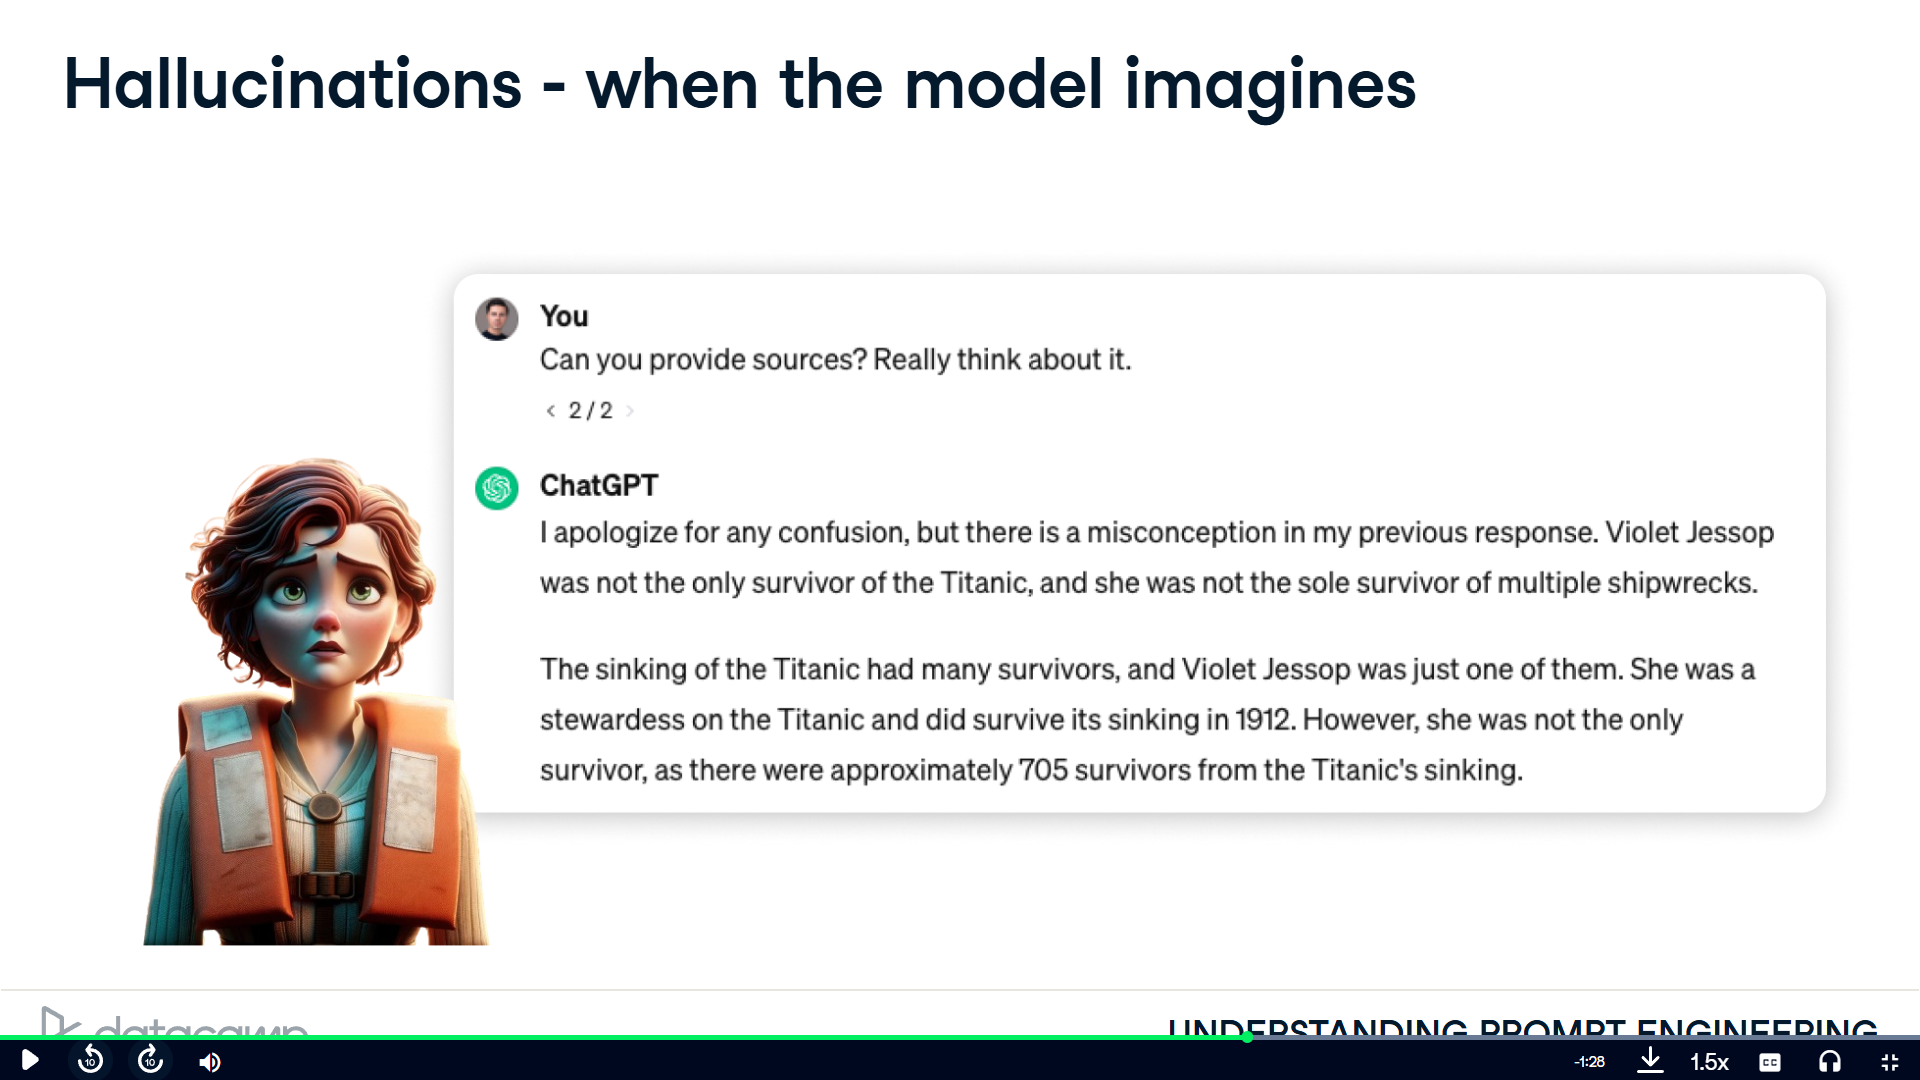 Hallucinations - when the model imagines
You
Can you provide sources? Really think about it.
< 2 / 2 >
ChatGPT
I apologize for any confusion, but there is a misconception in my previous response. Violet Jessop
was not the only survivor of the Titanic, and she was not the sole survivor of multiple shipwrecks.
The sinking of the Titanic had many survivors, and Violet Jessop was just one of them. She was a
stewardess on the Titanic and did survive its sinking in 1912. However, she was not the only
survivor, as there were approximately 705 survivors from the Titanic's sinking.
datacamp
UNDERSTANDING PROMPT ENGINEERING
10
10
-1:28
1.5x
CC